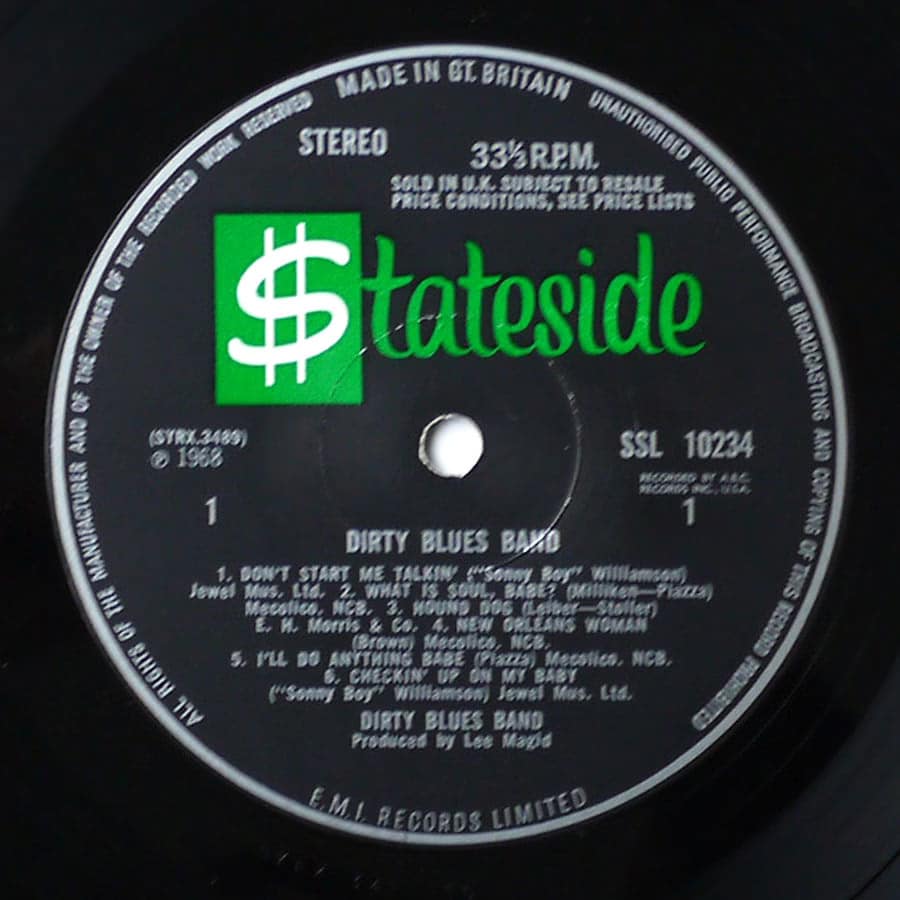 MADE IN GT. BRITAIN
UNAUTHORISED PUBLIC PERFORMANCE BROADCASTING AND COPYING OF THIS RECORD PROHIBITED
ALL RIGHTS OF THE MANUFACTURER AND OF THE OWNER OF THE RECORDED WORK RESERVED
STEREO
33⅓ R.P.M.
SOLD IN U.K. SUBJECT TO RESALE
PRICE CONDITIONS, SEE PRICE LISTS
$tateside
(SYRX.3489)
℗ 1968
1
SSL 10234
RECORDED BY A.B.C.
RECORDS INC., U.S.A.
1
DIRTY BLUES BAND
1. DON'T START ME TALKIN' ("Sonny Boy" Williamson)
Jewel Mus. Ltd. 2. WHAT IS SOUL, BABE? (Milliken—Piazza)
Mecolico, NCB. 3. HOUND DOG (Leiber—Stoller)
E. H. Morris & Co. 4. NEW ORLEANS WOMAN
(Brown) Mecolico, NCB.
5. I'LL DO ANYTHING BABE (Piazza) Mecolico, NCB.
6. CHECKIN' UP ON MY BABY
("Sonny Boy" Williamson) Jewel Mus. Ltd.
DIRTY BLUES BAND
Produced by Lee Magid
E.M.I. RECORDS LIMITED